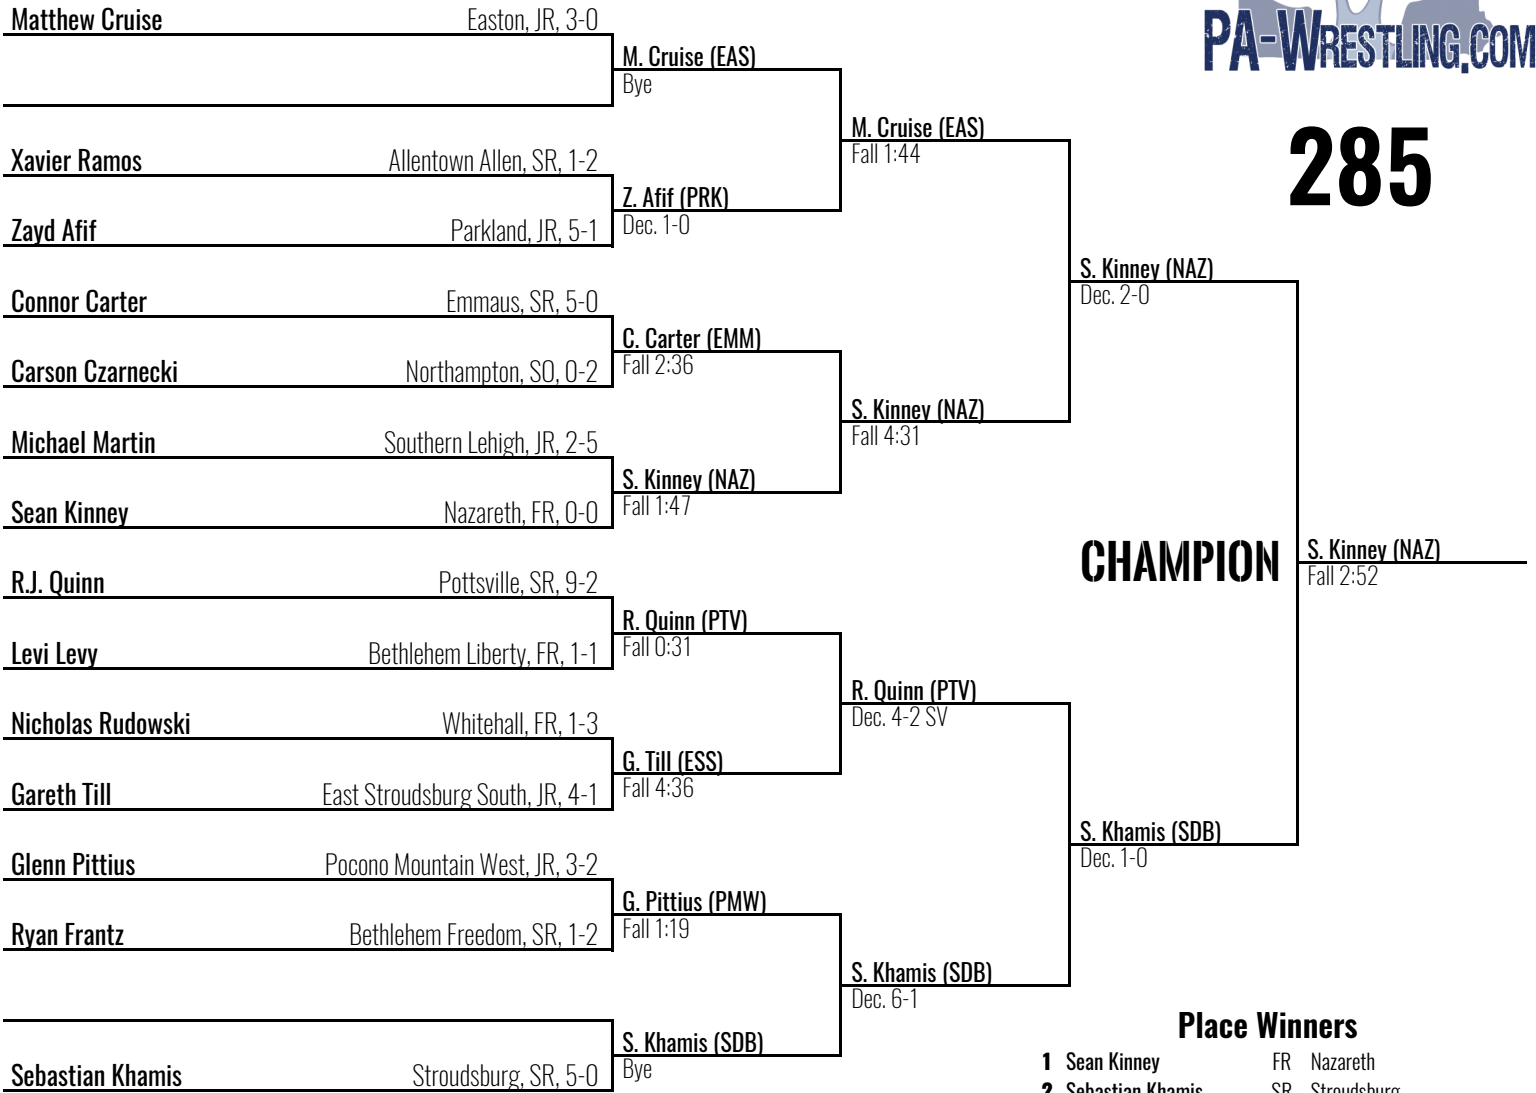 Matthew Cruise Easton, JR, 3-0
M. Cruise (EAS)
Bye
PA-WRESTLING.COM
M. Cruise (EAS)
Fall 1:44
285
Xavier Ramos Allentown Allen, SR, 1-2
Z. Afif (PRK)
Dec. 1-0
Zayd Afif Parkland, JR, 5-1
S. Kinney (NAZ)
Dec. 2-0
Connor Carter Emmaus, SR, 5-0
C. Carter (EMM)
Fall 2:36
Carson Czarnecki Northampton, SO, 0-2
S. Kinney (NAZ)
Fall 4:31
Michael Martin Southern Lehigh, JR, 2-5
S. Kinney (NAZ)
Fall 1:47
Sean Kinney Nazareth, FR, 0-0
CHAMPION
S. Kinney (NAZ)
Fall 2:52
R.J. Quinn Pottsville, SR, 9-2
R. Quinn (PTV)
Fall 0:31
Levi Levy Bethlehem Liberty, FR, 1-1
R. Quinn (PTV)
Dec. 4-2 SV
Nicholas Rudowski Whitehall, FR, 1-3
G. Till (ESS)
Fall 4:36
Gareth Till East Stroudsburg South, JR, 4-1
S. Khamis (SDB)
Dec. 1-0
Glenn Pittius Pocono Mountain West, JR, 3-2
G. Pittius (PMW)
Fall 1:19
Ryan Frantz Bethlehem Freedom, SR, 1-2
S. Khamis (SDB)
Dec. 6-1
S. Khamis (SDB)
Bye
Sebastian Khamis Stroudsburg, SR, 5-0
Place Winners
1 Sean Kinney FR Nazareth
2 Sebastian Khamis SR Stroudsburg